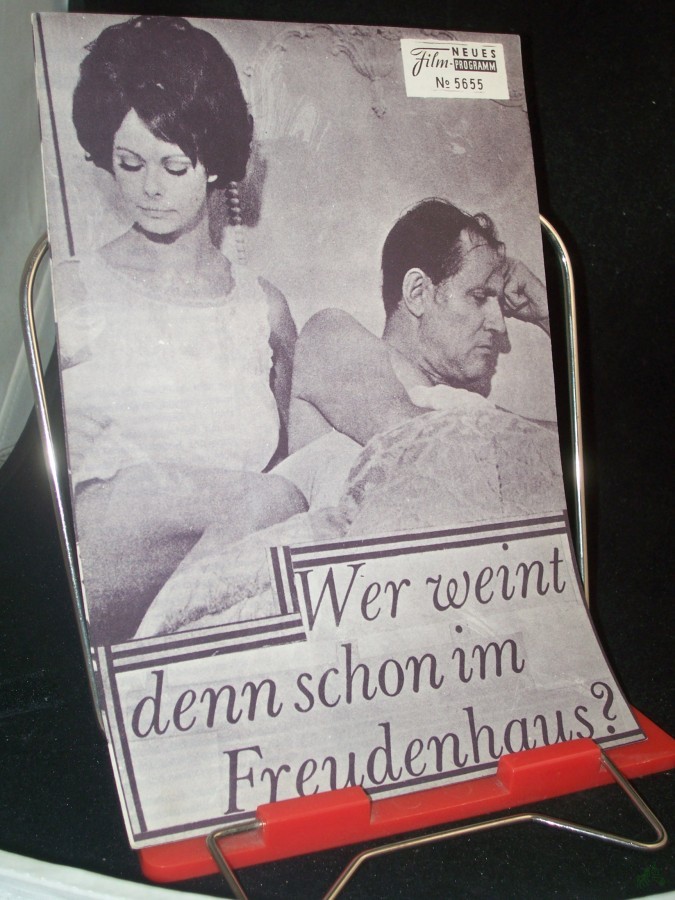 NEUES
Film-PROGRAMM
№ 5655
Wer weint
denn schon im
Freudenhaus?